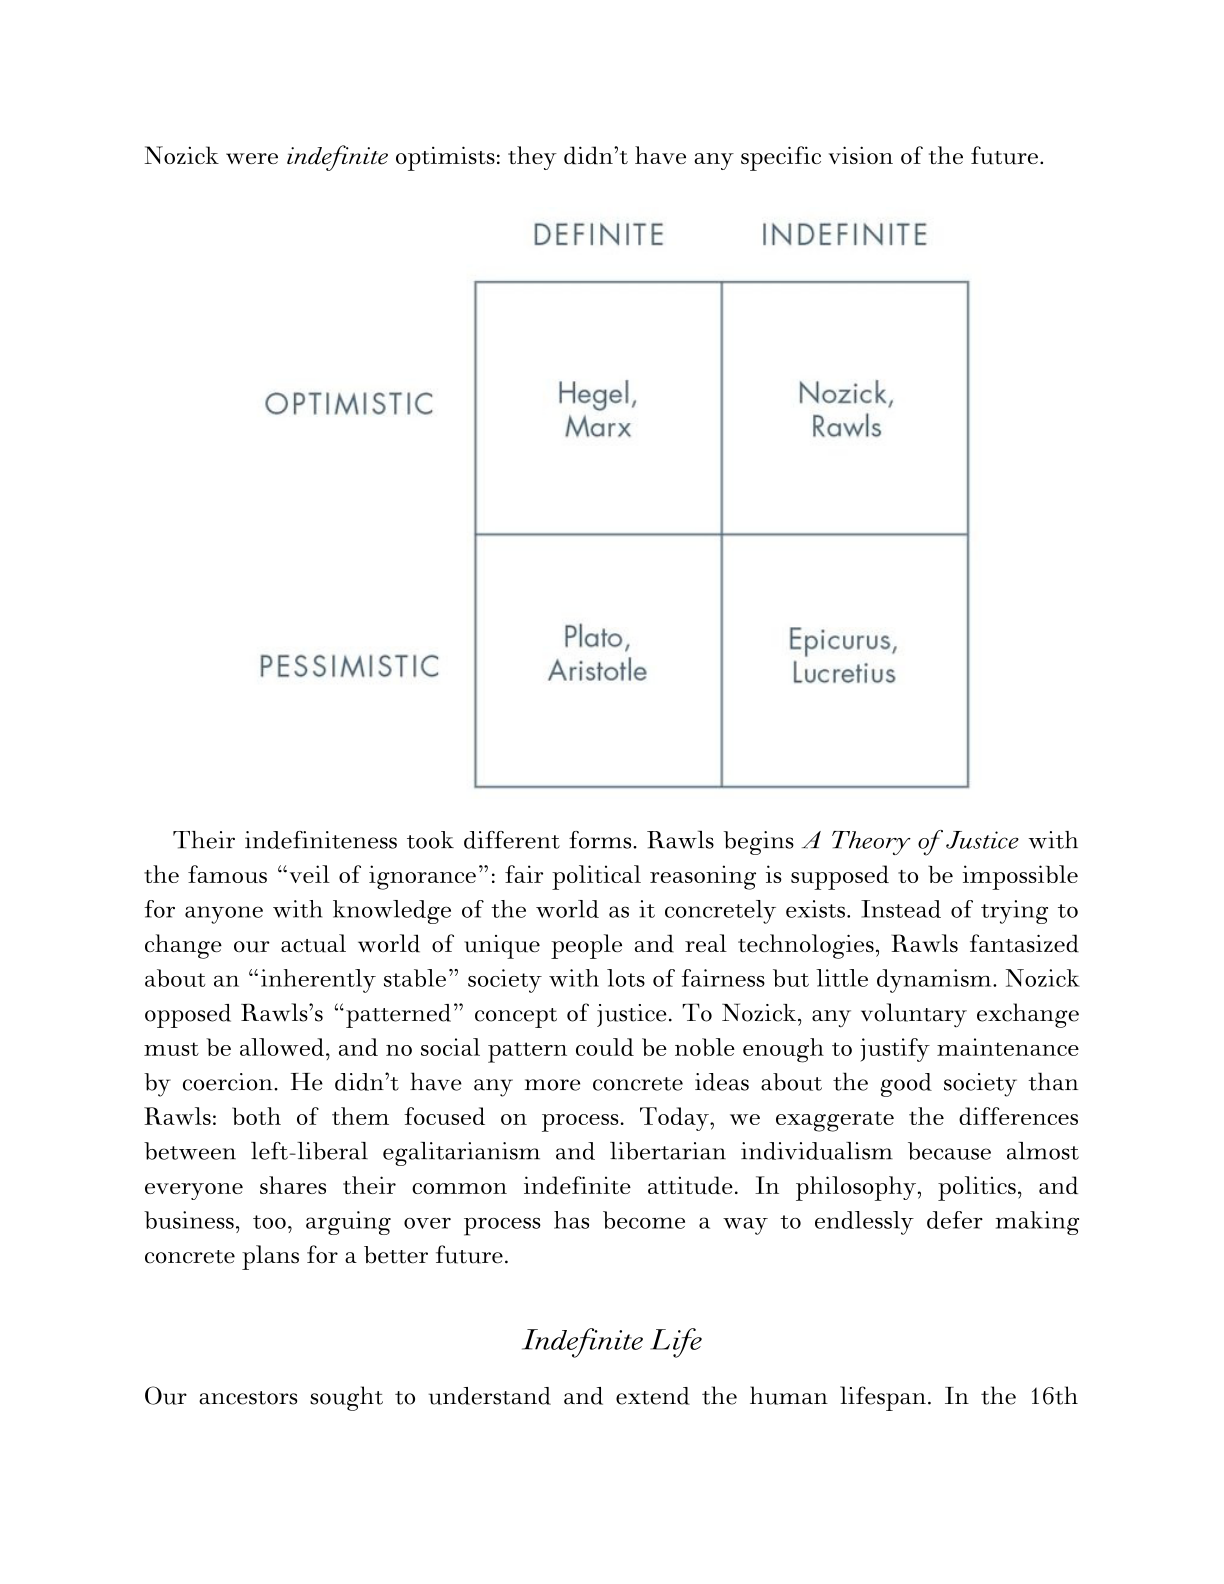 Nozick were indefinite optimists: they didn’t have any specific vision of the future.
DEFINITE INDEFINITE
OPTIMISTIC
Hegel,
Marx
Nozick,
Rawls
PESSIMISTIC
Plato,
Aristotle
Epicurus,
Lucretius
Their indefiniteness took different forms. Rawls begins A Theory of Justice with
the famous “veil of ignorance”: fair political reasoning is supposed to be impossible
for anyone with knowledge of the world as it concretely exists. Instead of trying to
change our actual world of unique people and real technologies, Rawls fantasized
about an “inherently stable” society with lots of fairness but little dynamism. Nozick
opposed Rawls’s “patterned” concept of justice. To Nozick, any voluntary exchange
must be allowed, and no social pattern could be noble enough to justify maintenance
by coercion. He didn’t have any more concrete ideas about the good society than
Rawls: both of them focused on process. Today, we exaggerate the differences
between left-liberal egalitarianism and libertarian individualism because almost
everyone shares their common indefinite attitude. In philosophy, politics, and
business, too, arguing over process has become a way to endlessly defer making
concrete plans for a better future.
Indefinite Life
Our ancestors sought to understand and extend the human lifespan. In the 16th